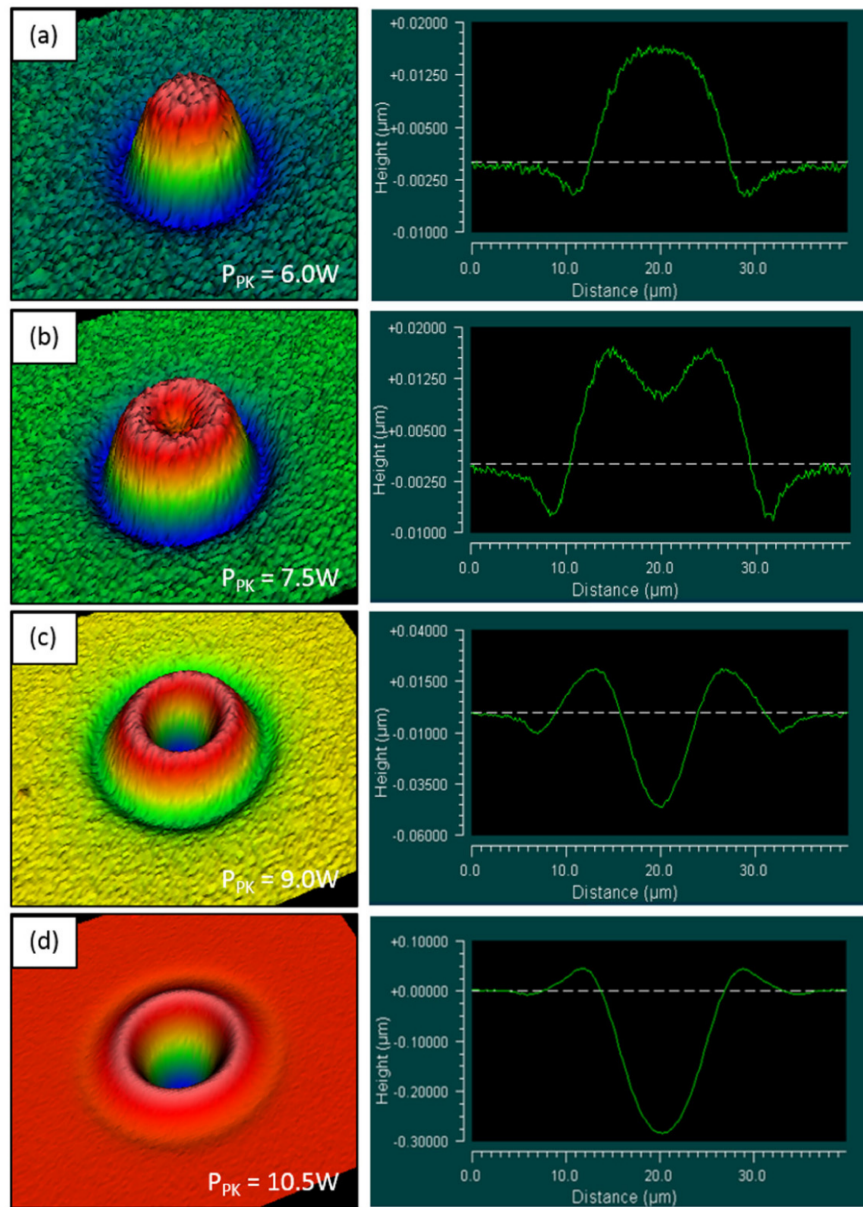 (a)
P_PK = 6.0W
Height (µm)
+0.02000
+0.01250
+0.00500
-0.00250
-0.01000
0.0 10.0 20.0 30.0
Distance (µm)
(b)
P_PK = 7.5W
Height (µm)
+0.02000
+0.01250
+0.00500
-0.00250
-0.01000
0.0 10.0 20.0 30.0
Distance (µm)
(c)
P_PK = 9.0W
Height (µm)
+0.04000
+0.01500
-0.01000
-0.03500
-0.06000
0.0 10.0 20.0 30.0
Distance (µm)
(d)
P_PK = 10.5W
Height (µm)
+0.10000
+0.00000
-0.10000
-0.20000
-0.30000
0.0 10.0 20.0 30.0
Distance (µm)